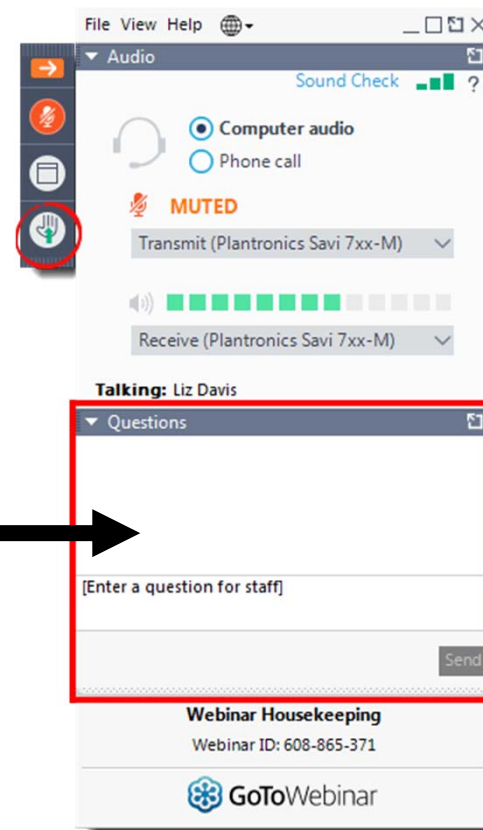 File View Help
Audio
Sound Check ?
Computer audio
Phone call
MUTED
Transmit (Plantronics Savi 7xx-M)
Receive (Plantronics Savi 7xx-M)
Talking: Liz Davis
Questions
[Enter a question for staff]
Send
Webinar Housekeeping
Webinar ID: 608-865-371
GoToWebinar